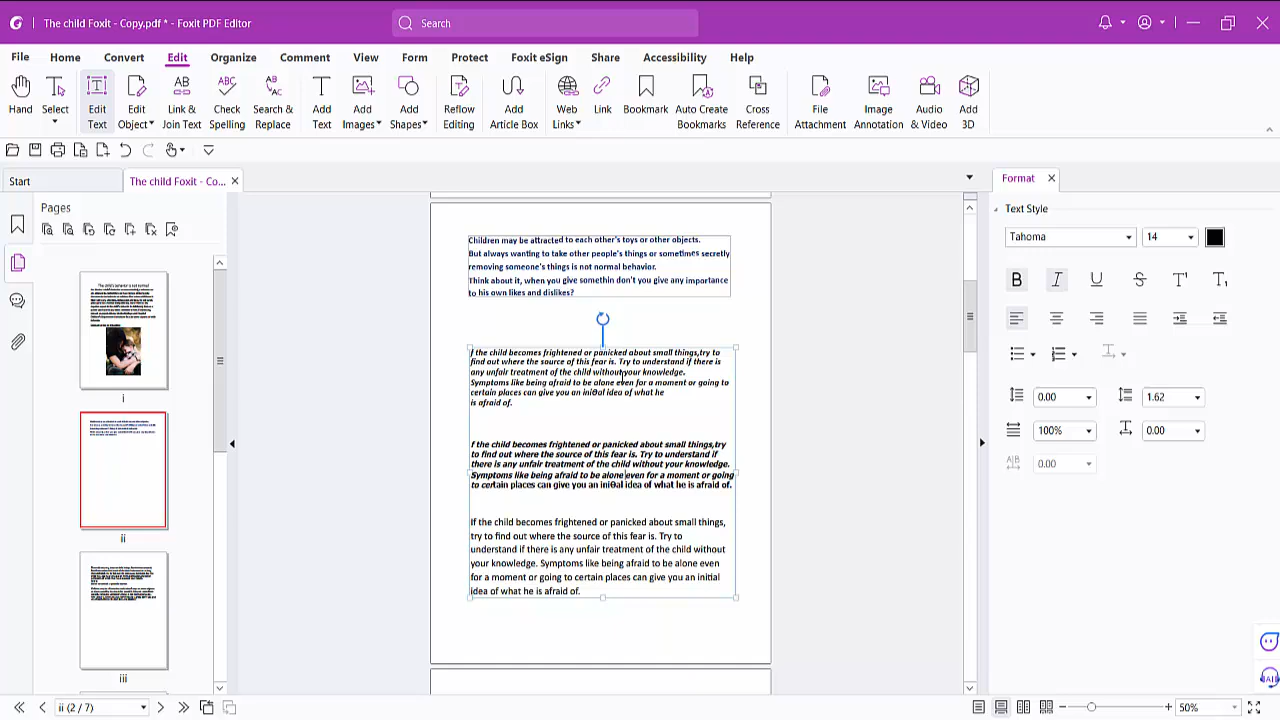 The child Foxit - Copy.pdf * - Foxit PDF Editor
Search
File Home Convert Edit Organize Comment View Form Protect Foxit eSign Share Accessibility Help
Hand
Select
Edit Text
Edit Object
Link & Join Text
Check Spelling
Search & Replace
Add Text
Add Images
Add Shapes
Reflow Editing
Add Article Box
Web Links
Link
Bookmark
Auto Create Bookmarks
Cross Reference
File Attachment
Image Annotation
Audio & Video
Add 3D
Start
The child Foxit - Co...
Pages
The child's behavior is not normal
i
ii
iii
Children may be attracted to each other's toys or other objects.
But always wanting to take other people's things or sometimes secretly
removing someone's things is not normal behavior.
Think about it, when you give somethin don't you give any importance
to his own likes and dislikes?
f the child becomes frightened or panicked about small things,try to
find out where the source of this fear is. Try to understand if there is
any unfair treatment of the child without your knowledge.
Symptoms like being afraid to be alone even for a moment or going to
certain places can give you an iniƟal idea of what he
is afraid of.
f the child becomes frightened or panicked about small things,try
to find out where the source of this fear is. Try to understand if
there is any unfair treatment of the child without your knowledge.
Symptoms like being afraid to be alone even for a moment or going
to certain places can give you an iniƟal idea of what he is afraid of.
If the child becomes frightened or panicked about small things,
try to find out where the source of this fear is. Try to
understand if there is any unfair treatment of the child without
your knowledge. Symptoms like being afraid to be alone even
for a moment or going to certain places can give you an initial
idea of what he is afraid of.
Format
Text Style
Tahoma 14
B I U S T' T,
0.00 1.62
100% 0.00
A|B 0.00
ii (2 / 7)
50%